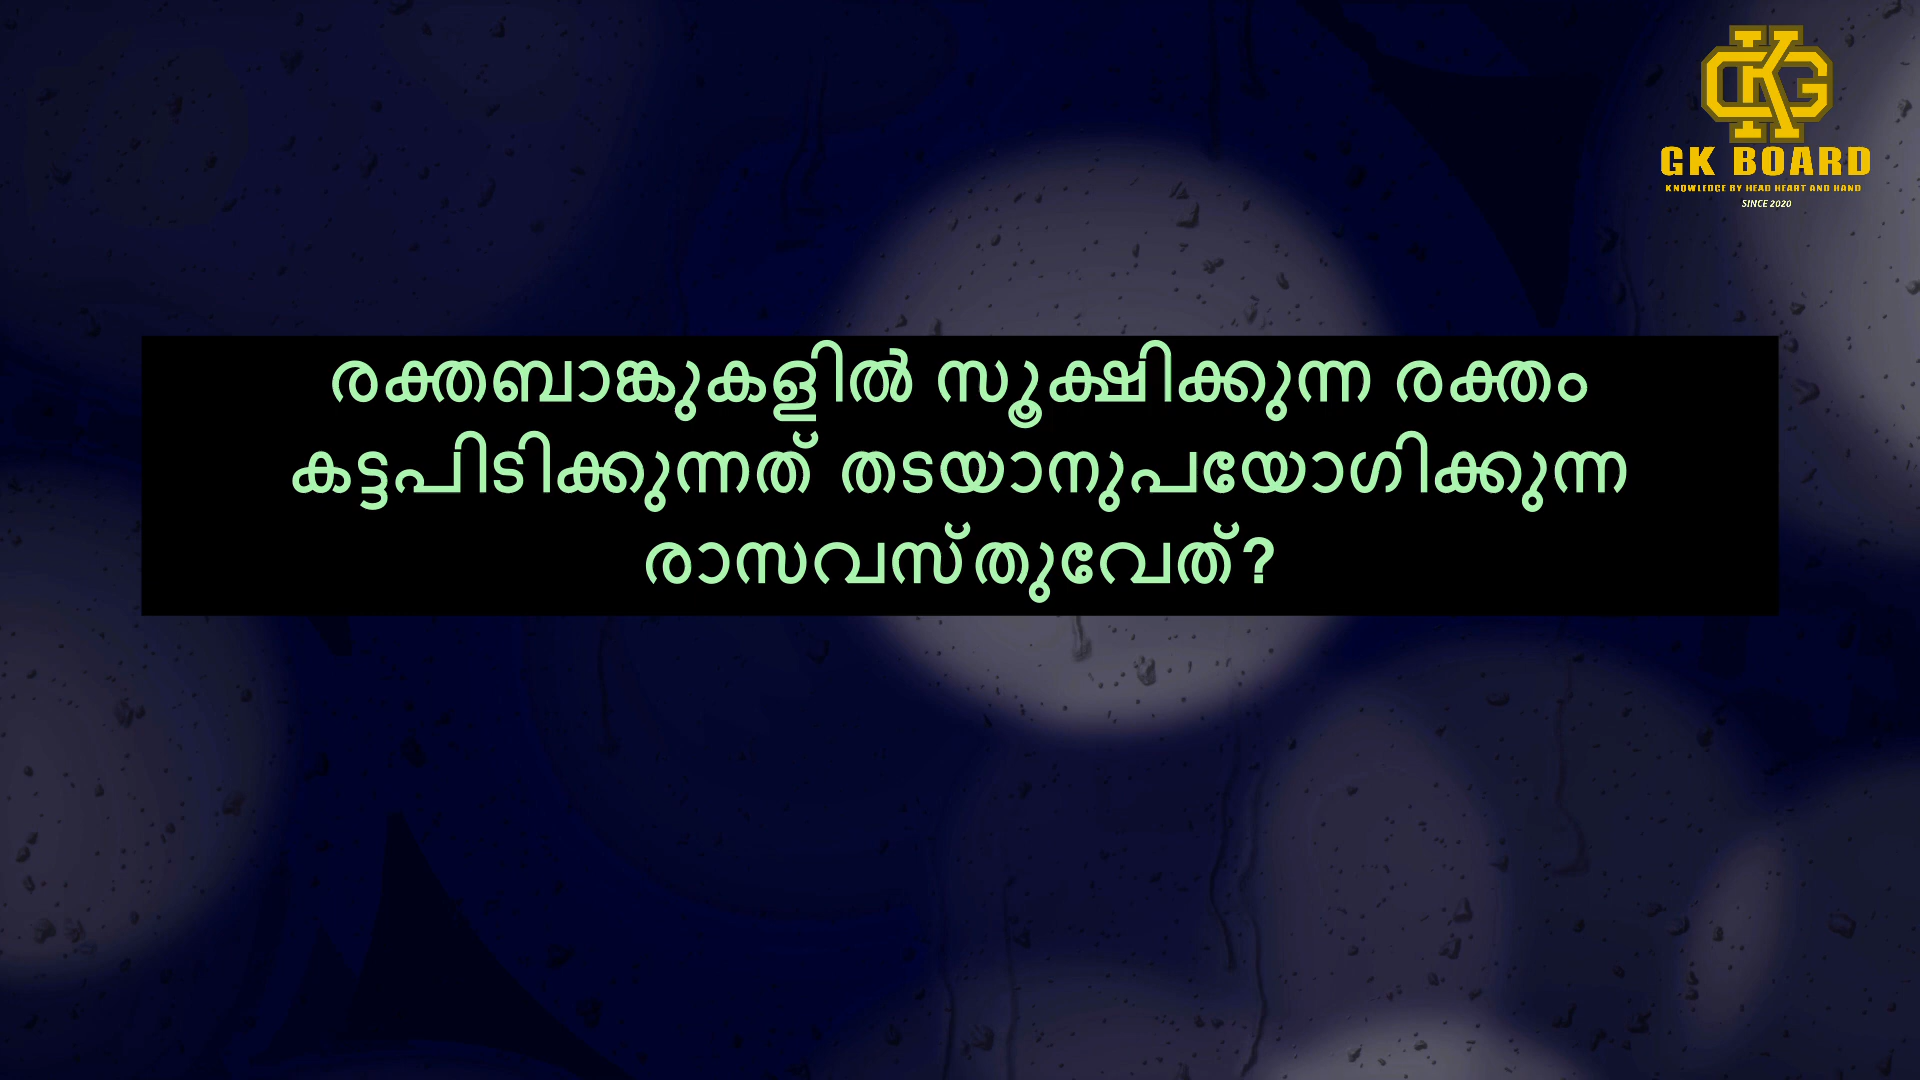 GK BOARD
KNOWLEDGE BY HEAD HEART AND HAND
SINCE 2020
രക്തബാങ്കുകളിൽ സൂക്ഷിക്കുന്ന രക്തം
കട്ടപിടിക്കുന്നത് തടയാനുപയോഗിക്കുന്ന
രാസവസ്തുവേത്?